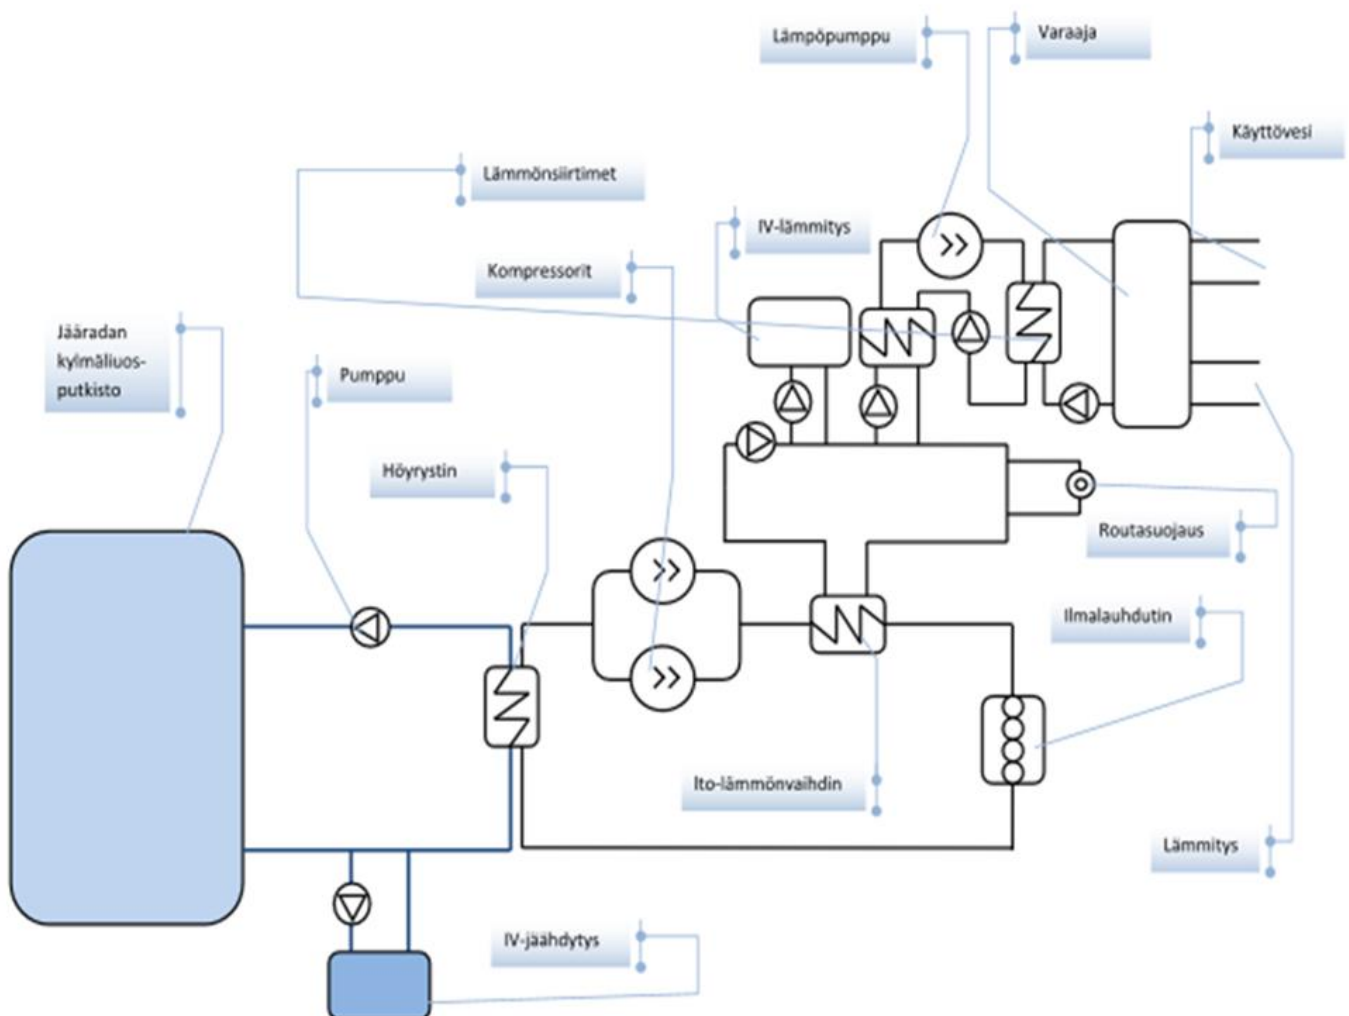 Lämpöpumppu
Varaaja
Käyttövesi
Lämmönsiirtimet
IV-lämmitys
Kompressorit
Jääradan
kylmäliuos-
putkisto
Pumppu
Höyrystin
Routasuojaus
Ilmalauhdutin
Ito-lämmönvaihdin
Lämmitys
IV-jäähdytys